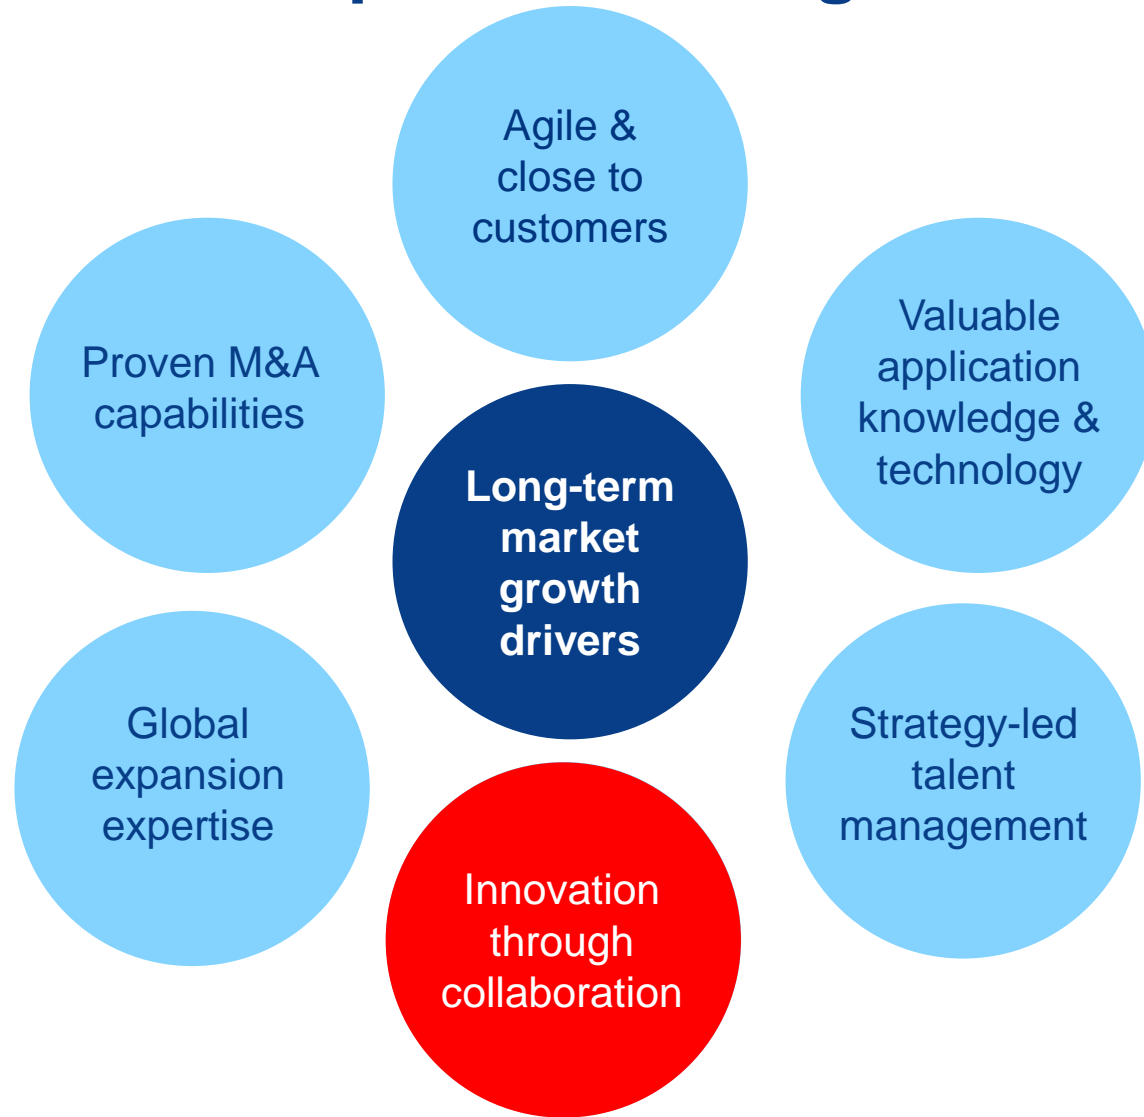 Agile &
close to
customers
Proven M&A
capabilities
Valuable
application
knowledge &
technology
Long-term
market
growth
drivers
Global
expansion
expertise
Strategy-led
talent
management
Innovation
through
collaboration